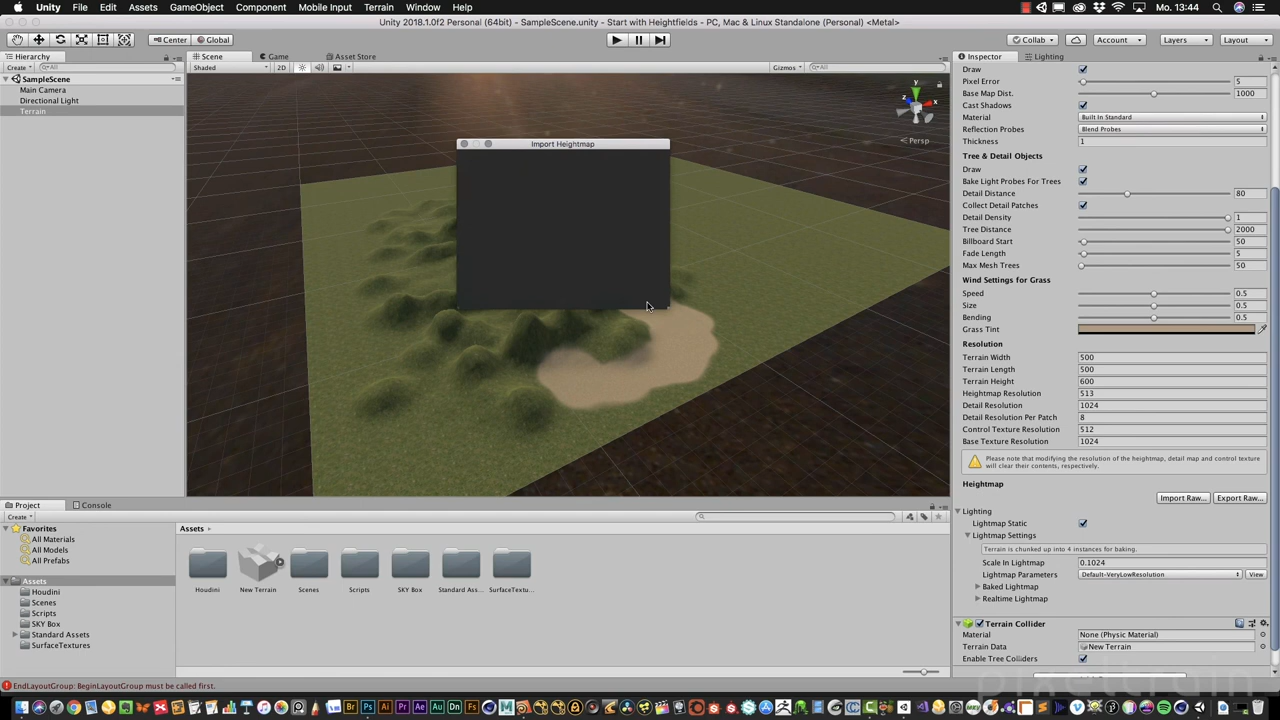 Unity File Edit Assets GameObject Component Mobile Input Terrain Window Help
Mo. 13:44
Unity 2018.1.0f2 Personal (64bit) - SampleScene.unity - Start with Heightfields - PC, Mac & Linux Standalone (Personal) <Metal>
Center Global
Collab Account Layers Layout
Hierarchy
Create All
SampleScene
Main Camera
Directional Light
Terrain
Scene Game Asset Store
Shaded 2D Gizmos All
y
x
z
Persp
Import Heightmap
Inspector Lighting
Draw
Pixel Error 5
Base Map Dist. 1000
Cast Shadows
Material Built In Standard
Reflection Probes Blend Probes
Thickness 1
Tree & Detail Objects
Draw
Bake Light Probes For Trees
Detail Distance 80
Collect Detail Patches
Detail Density 1
Tree Distance 2000
Billboard Start 50
Fade Length 5
Max Mesh Trees 50
Wind Settings for Grass
Speed 0.5
Size 0.5
Bending 0.5
Grass Tint
Resolution
Terrain Width 500
Terrain Length 500
Terrain Height 600
Heightmap Resolution 513
Detail Resolution 1024
Detail Resolution Per Patch 8
Control Texture Resolution 512
Base Texture Resolution 1024
Please note that modifying the resolution of the heightmap, detail map and control texture
will clear their contents, respectively.
Heightmap
Import Raw... Export Raw...
Lighting
Lightmap Static
Lightmap Settings
Terrain is chunked up into 4 instances for baking.
Scale In Lightmap 0.1024
Lightmap Parameters Default-VeryLowResolution View
Baked Lightmap
Realtime Lightmap
Terrain Collider
Material None (Physic Material)
Terrain Data New Terrain
Enable Tree Colliders
Project Console
Create
Favorites
All Materials
All Models
All Prefabs
Assets
Houdini
Scenes
Scripts
SKY Box
Standard Assets
SurfaceTextures
Assets
Houdini New Terrain Scenes Scripts SKY Box Standard Ass... SurfaceTextu...
EndLayoutGroup: BeginLayoutGroup must be called first.
pixeltrain
Br Ps Ai Pr Ae Au Dn